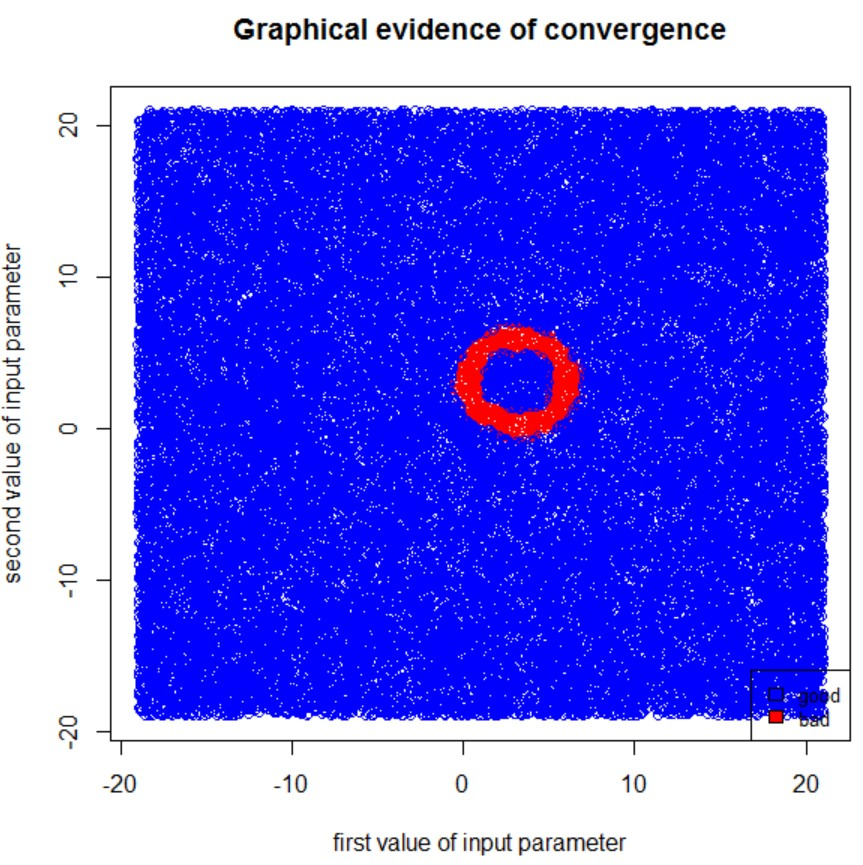 Graphical evidence of convergence
second value of input parameter
20
10
0
-10
-20
good
bad
-20 -10 0 10 20
first value of input parameter